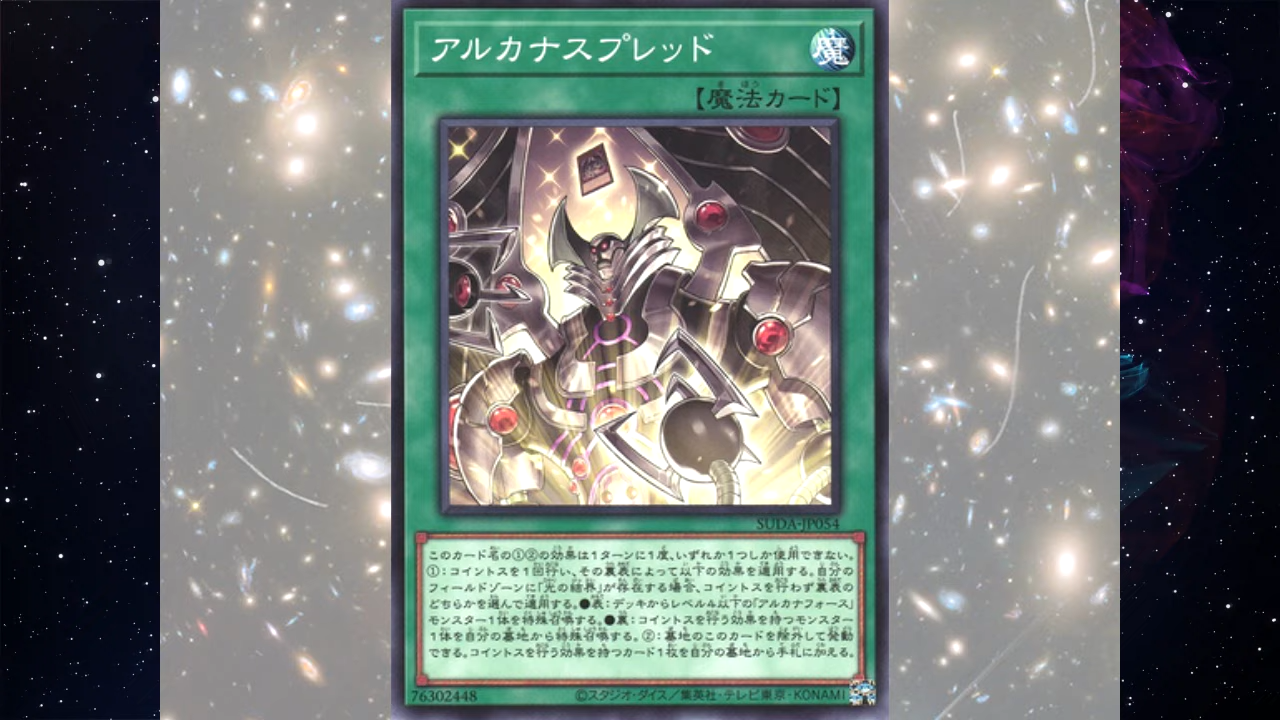 アルカナスプレッド
魔
【魔法カード】
SUDA-JP054
このカード名の①②の効果は1ターンに1度、いずれか1つしか使用できない。
①：コイントスを1回行い、その裏表によって以下の効果を適用する。自分の
フィールドゾーンに「光の結界」が存在する場合、コイントスを行わず裏表の
どちらかを選んで適用する。●表：デッキからレベル4以下の「アルカナフォース」
モンスター1体を特殊召喚する。●裏：コイントスを行う効果を持つモンスター
1体を自分の墓地から特殊召喚する。②：墓地のこのカードを除外して発動
できる。コイントスを行う効果を持つカード1枚を自分の墓地から手札に加える。
76302448
©スタジオ・ダイス／集英社・テレビ東京・KONAMI